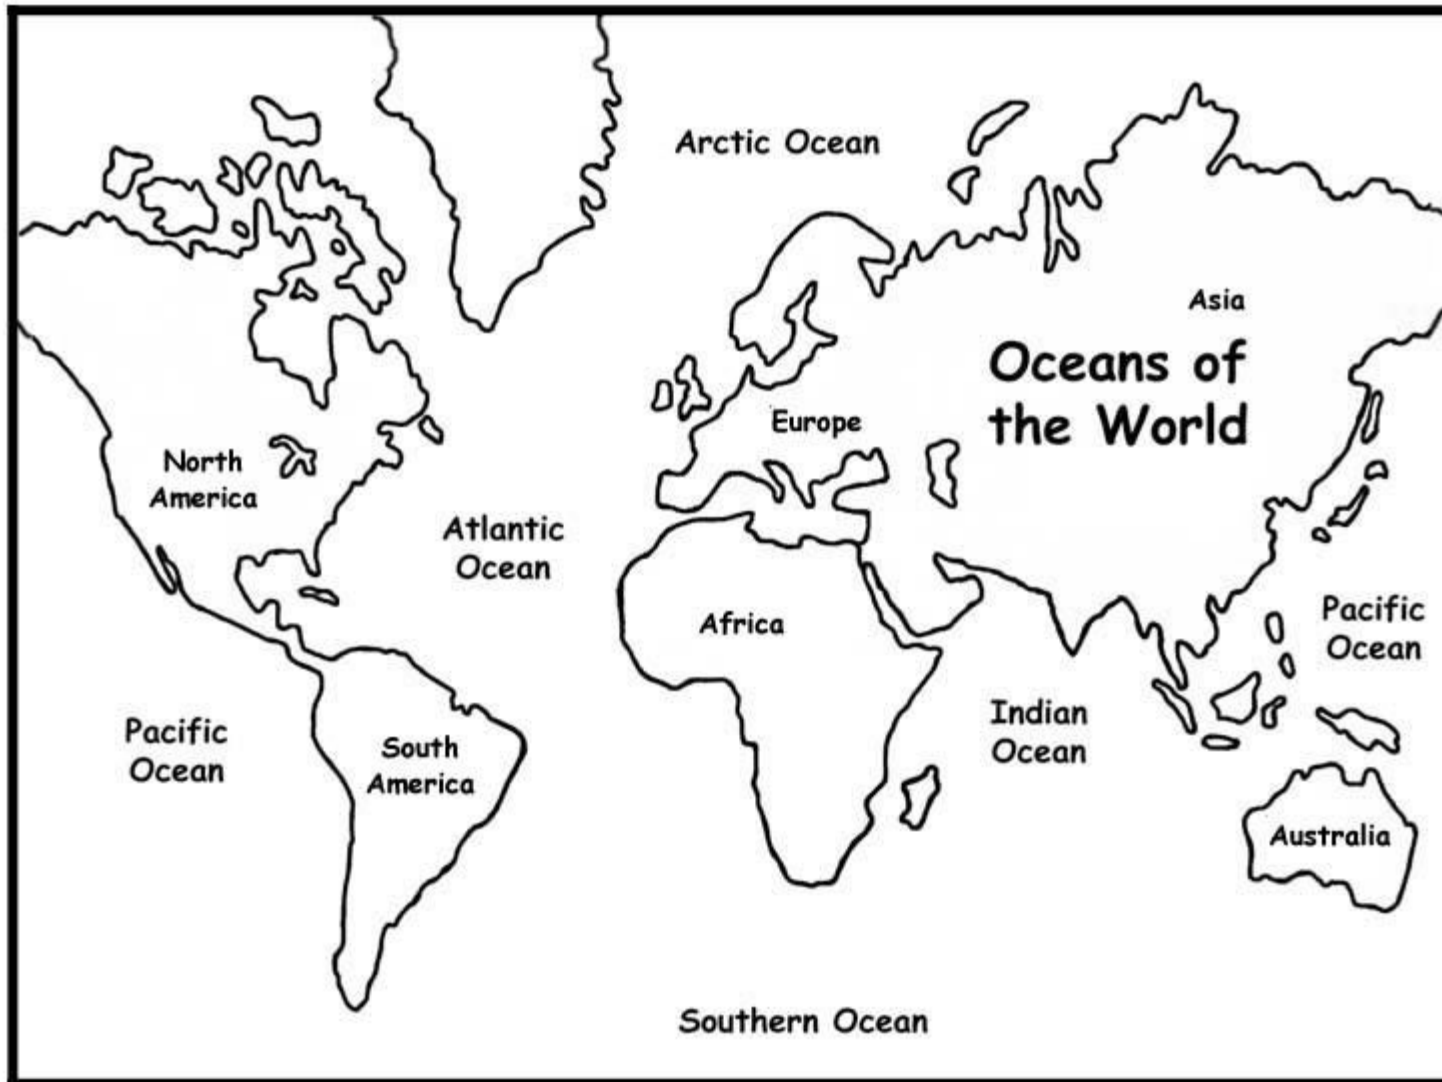 Arctic Ocean
Asia
Oceans of
the World
Europe
North
America
Atlantic
Ocean
Africa
Pacific
Ocean
Indian
Ocean
Pacific
Ocean
South
America
Australia
Southern Ocean